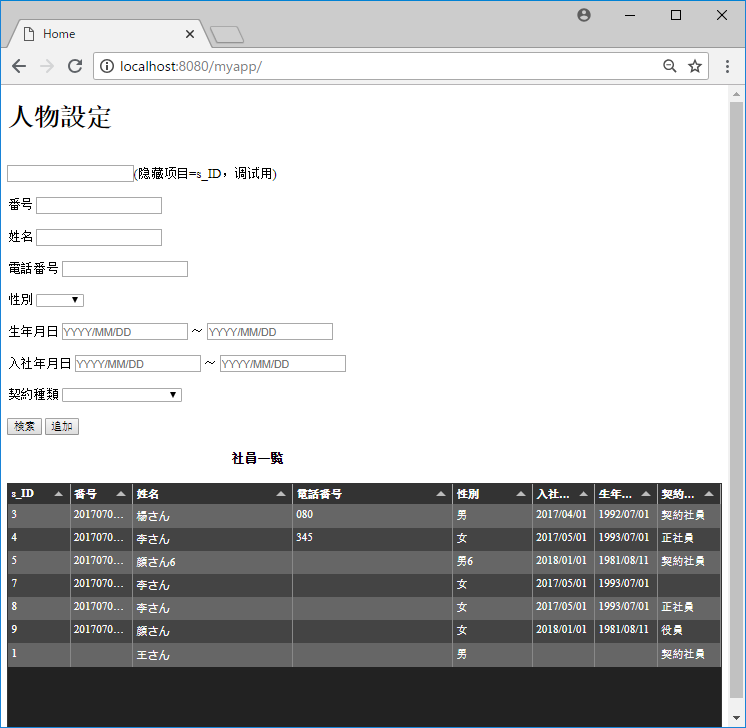 Home
localhost:8080/myapp/
人物設定
(隐藏项目=s_ID，调试用)
番号
姓名
電話番号
性別
生年月日 YYYY/MM/DD ～ YYYY/MM/DD
入社年月日 YYYY/MM/DD ～ YYYY/MM/DD
契約種類
検索 追加
社員一覧
s_ID 番号 姓名 電話番号 性別 入社... 生年... 契約...
3 2017070... 楊さん 080 男 2017/04/01 1992/07/01 契約社員
4 2017070... 李さん 345 女 2017/05/01 1993/07/01 正社員
5 2017070... 顔さん6 男6 2018/01/01 1981/08/11 契約社員
7 2017070... 李さん 女 2017/05/01 1993/07/01
8 2017070... 李さん 女 2017/05/01 1993/07/01 正社員
9 2017070... 顔さん 女 2018/01/01 1981/08/11 役員
1 王さん 男 契約社員